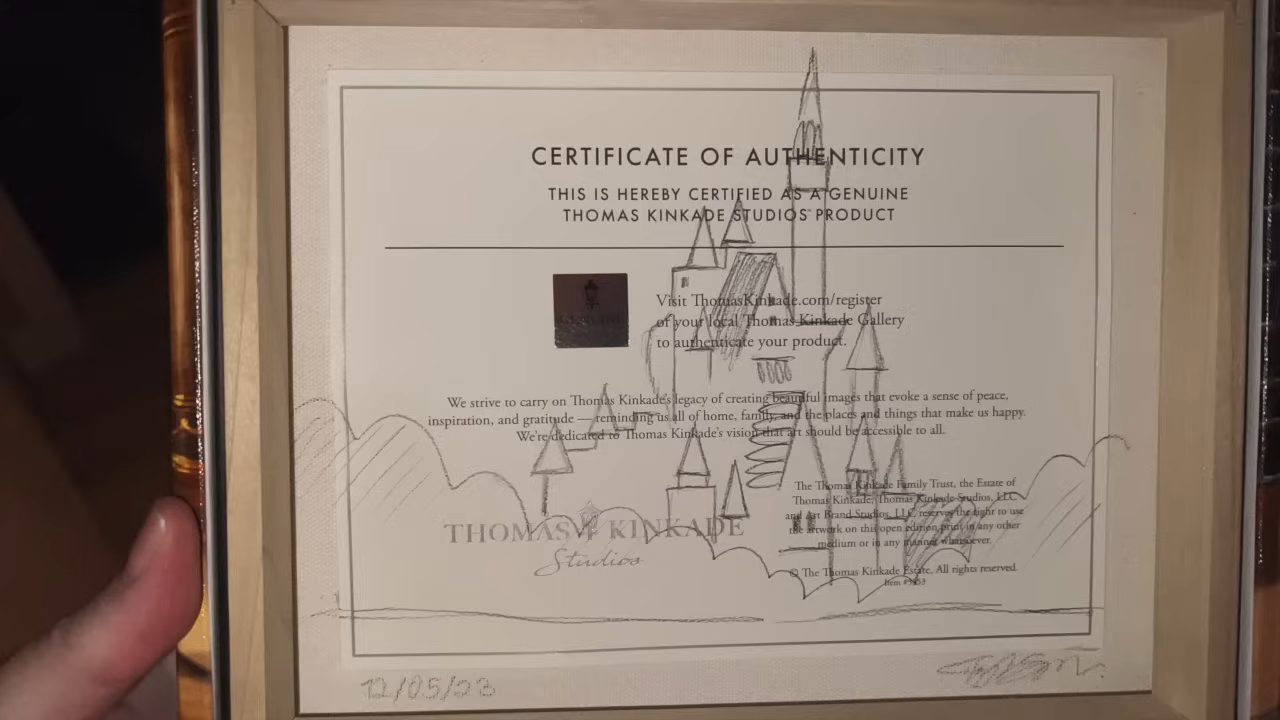 CERTIFICATE OF AUTHENTICITY
THIS IS HEREBY CERTIFIED AS A GENUINE
THOMAS KINKADE STUDIOS™ PRODUCT
Visit ThomasKinkade.com/register
of your local Thomas Kinkade Gallery
to authenticate your product.
We strive to carry on Thomas Kinkade's legacy of creating beautiful images that evoke a sense of peace,
inspiration, and gratitude — reminding us all of home, family, and the places and things that make us happy.
We're dedicated to Thomas Kinkade's vision that art should be accessible to all.
The Thomas Kinkade Family Trust, the Estate of
Thomas Kinkade, Thomas Kinkade Studios, LLC
and Art Brand Studios, LLC reserves the right to use
the artwork on this open edition print in any other
medium or in any manner whatsoever.
THOMAS KINKADE
Studios
© The Thomas Kinkade Estate. All rights reserved.
Item
12/05/23